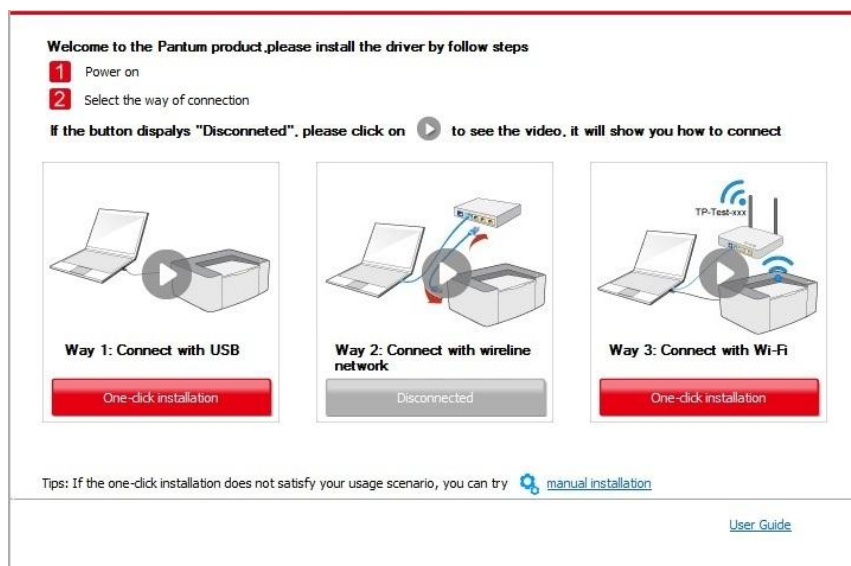 Welcome to the Pantum product,please install the driver by follow steps
1 Power on
2 Select the way of connection
If the button dispalys "Disconneted", please click on to see the video, it will show you how to connect
TP-Test-xxx
Way 1: Connect with USB
One-click installation
Way 2: Connect with wireline
network
Disconnected
Way 3: Connect with Wi-Fi
One-click installation
Tips: If the one-click installation does not satisfy your usage scenario, you can try manual installation
User Guide